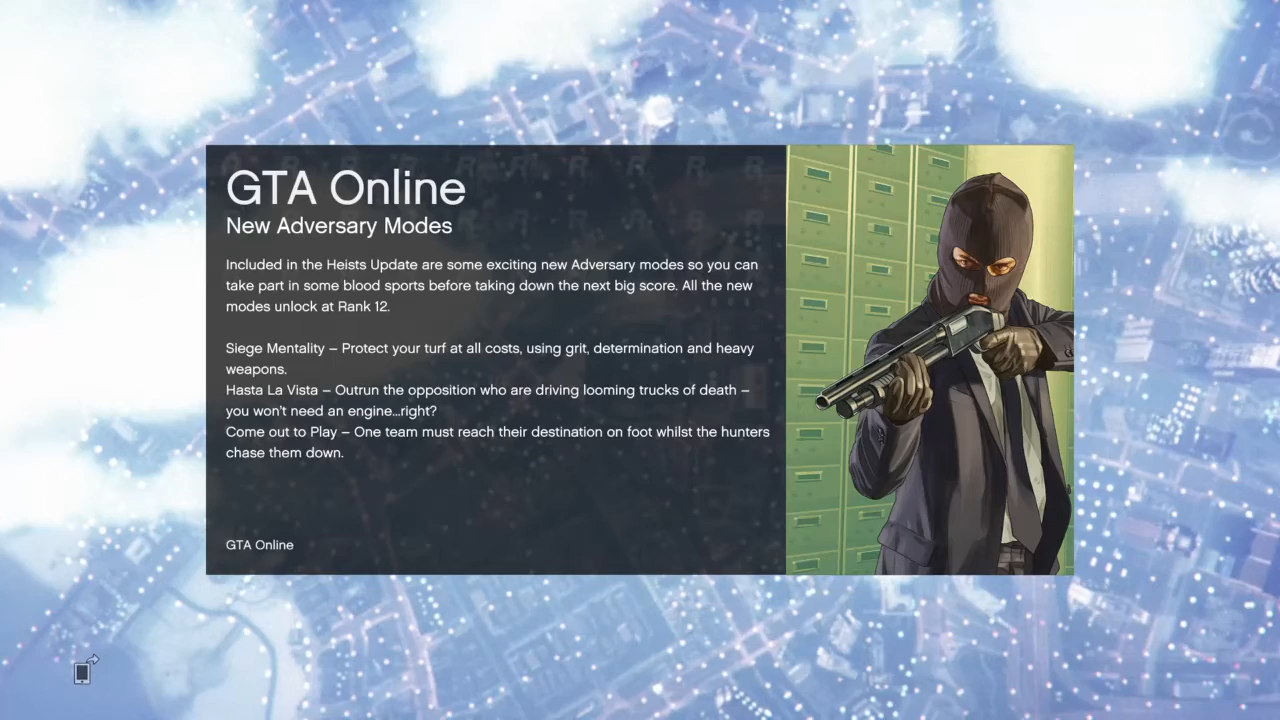 GTA Online
New Adversary Modes
Included in the Heists Update are some exciting new Adversary modes so you can
take part in some blood sports before taking down the next big score. All the new
modes unlock at Rank 12.
Siege Mentality – Protect your turf at all costs, using grit, determination and heavy
weapons.
Hasta La Vista – Outrun the opposition who are driving looming trucks of death –
you won't need an engine...right?
Come out to Play – One team must reach their destination on foot whilst the hunters
chase them down.
GTA Online